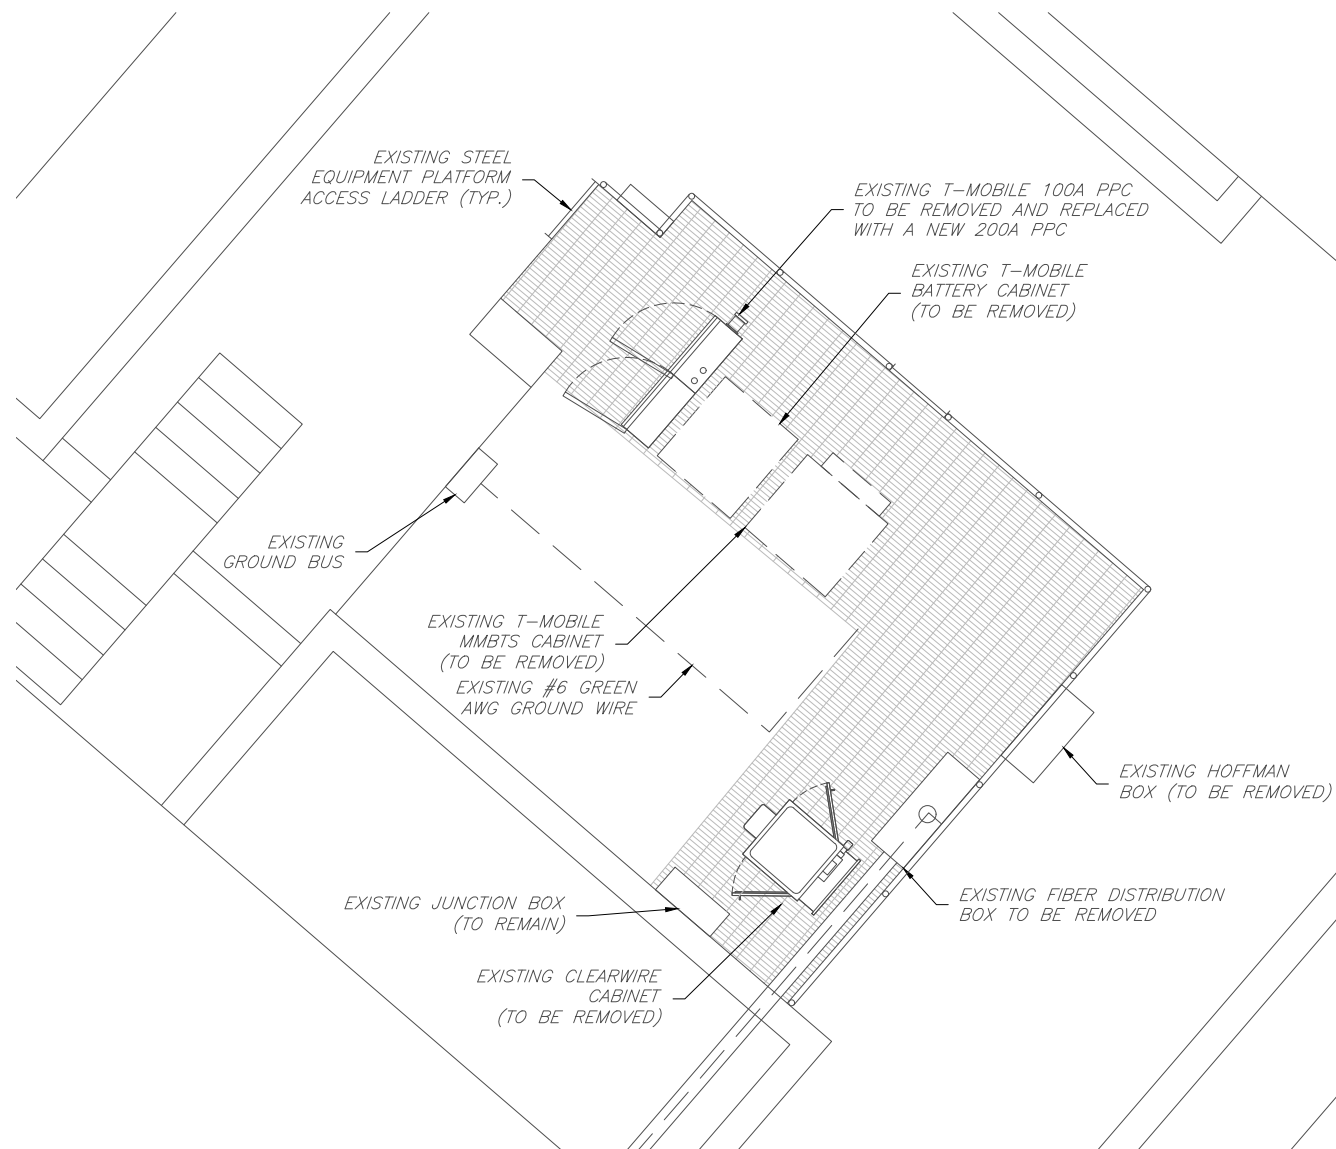 EXISTING STEEL
EQUIPMENT PLATFORM
ACCESS LADDER (TYP.)
EXISTING T-MOBILE 100A PPC
TO BE REMOVED AND REPLACED
WITH A NEW 200A PPC
EXISTING T-MOBILE
BATTERY CABINET
(TO BE REMOVED)
EXISTING
GROUND BUS
EXISTING T-MOBILE
MMBTS CABINET
(TO BE REMOVED)
EXISTING #6 GREEN
AWG GROUND WIRE
EXISTING HOFFMAN
BOX (TO BE REMOVED)
EXISTING JUNCTION BOX
(TO REMAIN)
EXISTING FIBER DISTRIBUTION
BOX TO BE REMOVED
EXISTING CLEARWIRE
CABINET
(TO BE REMOVED)